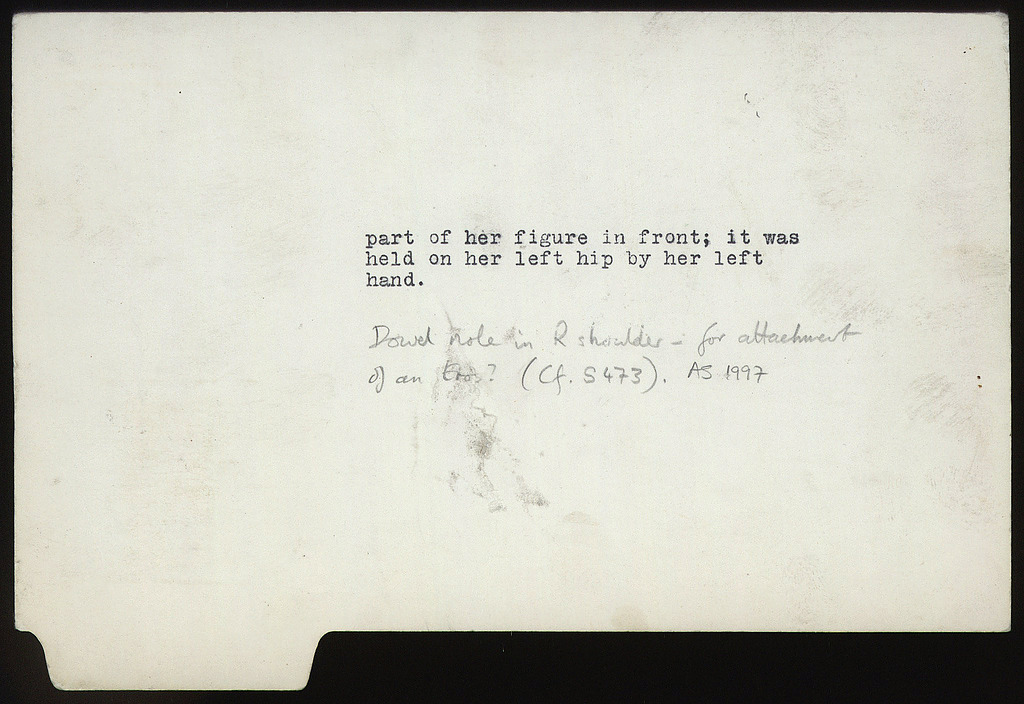 part of her figure in front; it was
held on her left hip by her left
hand.
Dowel hole in R shoulder - for attachment
of an Eros? (Cf. S 473). AS 1997